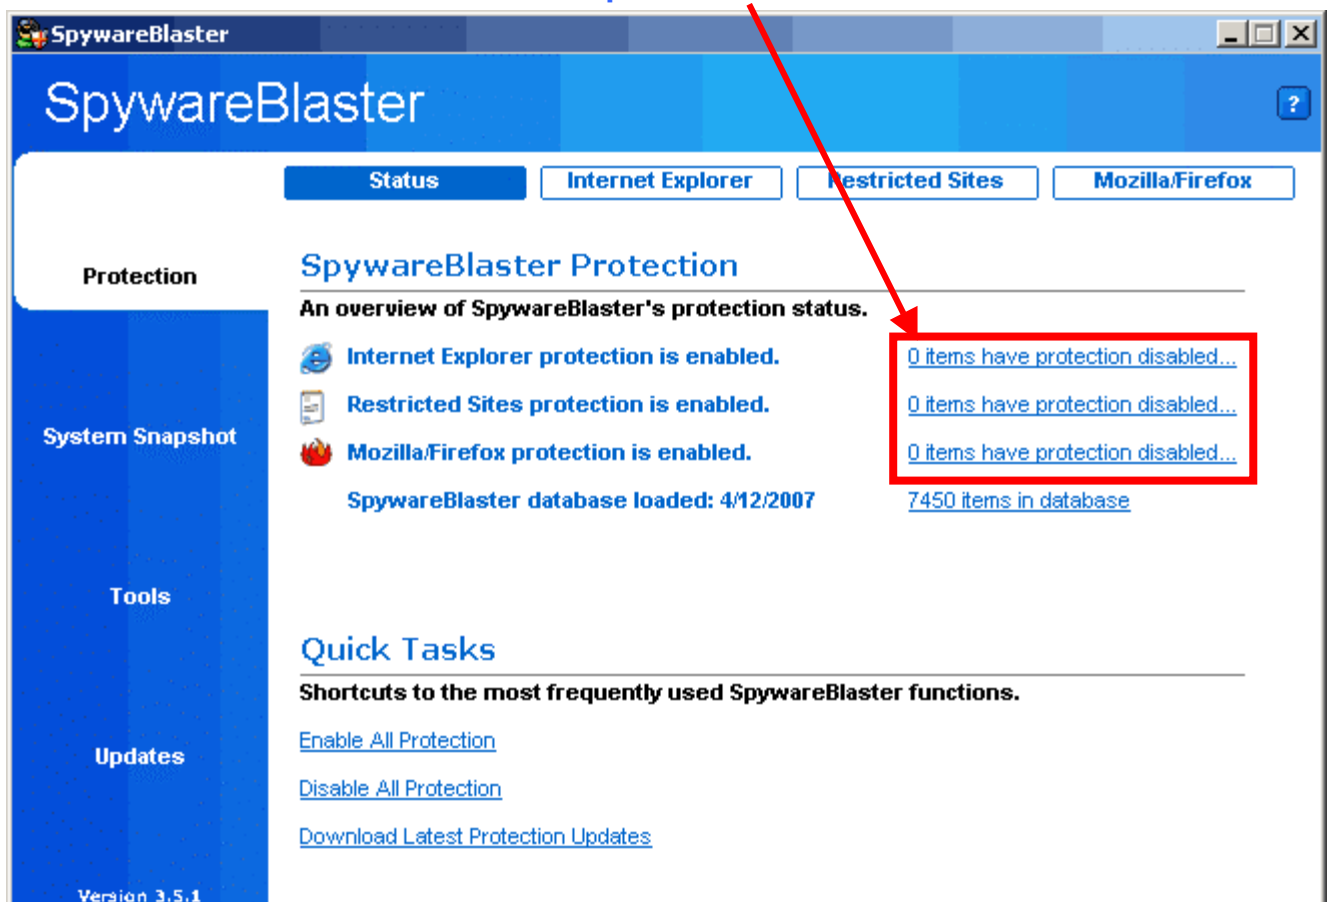 SpywareBlaster
SpywareBlaster
?
Status
Internet Explorer
Restricted Sites
Mozilla/Firefox
Protection
SpywareBlaster Protection
An overview of SpywareBlaster's protection status.
Internet Explorer protection is enabled.
0 items have protection disabled...
Restricted Sites protection is enabled.
0 items have protection disabled...
System Snapshot
Mozilla/Firefox protection is enabled.
0 items have protection disabled...
SpywareBlaster database loaded: 4/12/2007
7450 items in database
Tools
Quick Tasks
Shortcuts to the most frequently used SpywareBlaster functions.
Enable All Protection
Updates
Disable All Protection
Download Latest Protection Updates
Version 3.5.1